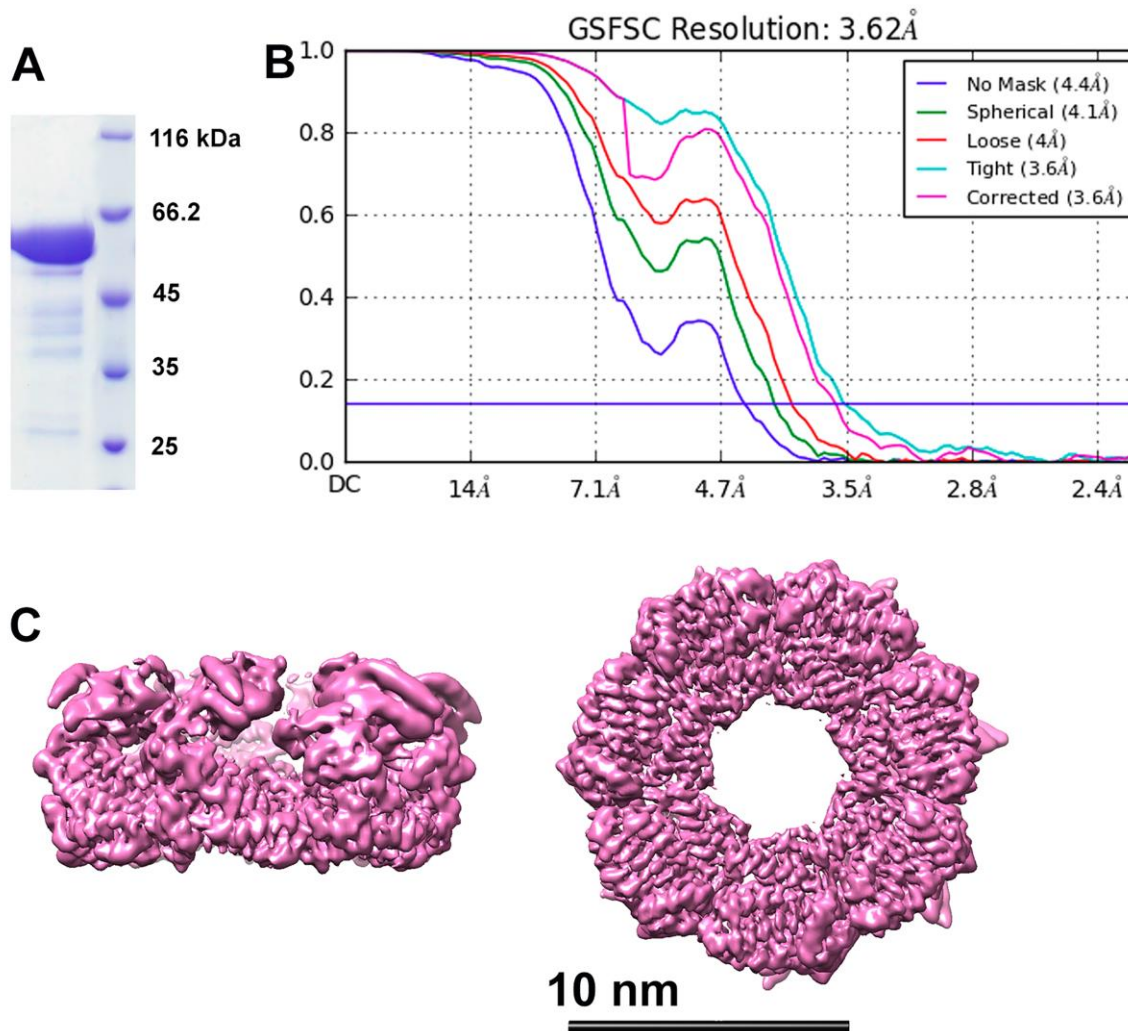 A
116 kDa
66.2
45
35
25
B
GSFSC Resolution: 3.62Å
1.0
0.8
0.6
0.4
0.2
0.0
DC
14Å
7.1Å
4.7Å
3.5Å
2.8Å
2.4Å
No Mask (4.4Å)
Spherical (4.1Å)
Loose (4Å)
Tight (3.6Å)
Corrected (3.6Å)
C
10 nm